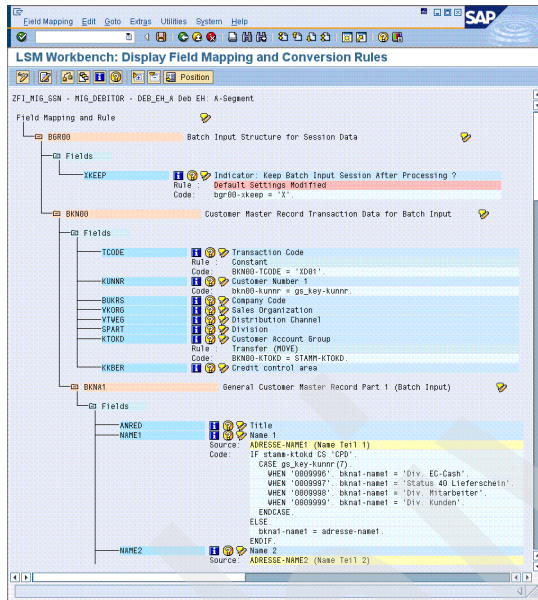 Field Mapping Edit Goto Extras Utilities System Help
SAP
LSM Workbench: Display Field Mapping and Conversion Rules
Position
ZFI_MIG_SSN - MIG_DEBITOR - DEB_EH_A Deb EH: A-Segment
Field Mapping and Rule
BGR00 Batch Input Structure for Session Data
Fields
XKEEP Indicator: Keep Batch Input Session After Processing ?
Rule : Default Settings Modified
Code: bgr00-xkeep = 'X'.
BKN00 Customer Master Record Transaction Data for Batch Input
Fields
TCODE Transaction Code
Rule : Constant
Code: BKN00-TCODE = 'XD01'.
KUNNR Customer Number 1
Code: bkn00-kunnr = gs_key-kunnr.
BUKRS Company Code
VKORG Sales Organization
VTWEG Distribution Channel
SPART Division
KTOKD Customer Account Group
Rule : Transfer (MOVE)
Code: BKN00-KTOKD = STAMM-KTOKD.
KKBER Credit control area
BKNA1 General Customer Master Record Part 1 (Batch Input)
Fields
ANRED Title
NAME1 Name 1
Source: ADRESSE-NAME1 (Name Teil 1)
Code: IF stamm-ktokd CS 'CPD'.
CASE gs_key-kunnr(7).
WHEN '0009996'. bkna1-name1 = 'Div. EC-Cash'.
WHEN '0009997'. bkna1-name1 = 'Status 40 Lieferschein'.
WHEN '0009998'. bkna1-name1 = 'Div. Mitarbeiter'.
WHEN '0009999'. bkna1-name1 = 'Div. Kunden'.
ENDCASE.
ELSE.
bkna1-name1 = adresse-name1.
ENDIF.
NAME2 Name 2
Source: ADRESSE-NAME2 (Name Teil 2)